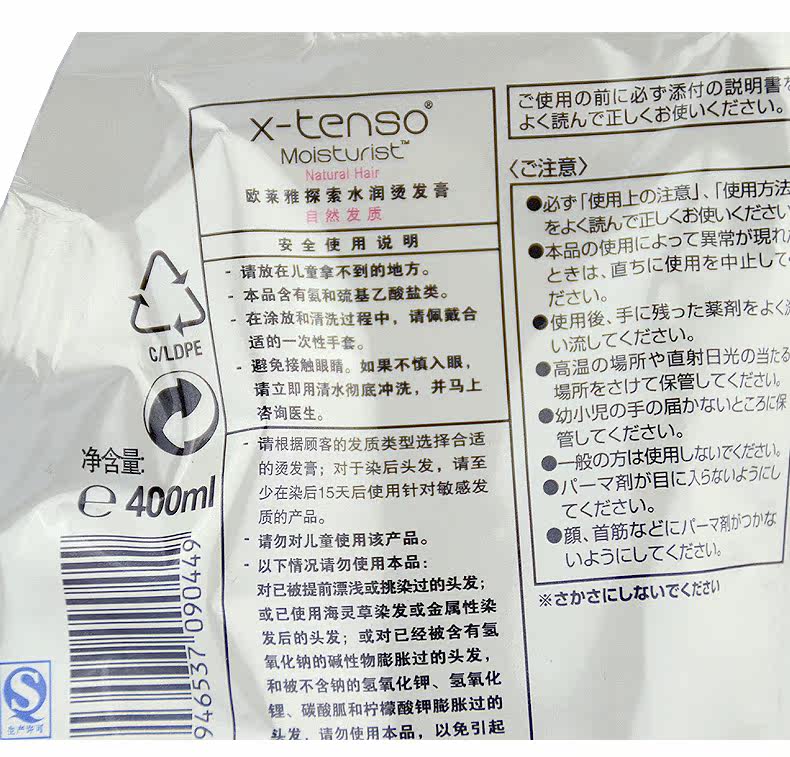 x-tenso®
Moisturist™
Natural Hair
欧莱雅探索水润烫发膏
自然发质
安全使用说明
- 请放在儿童拿不到的地方。
- 本品含有氨和巯基乙酸盐类。
- 在涂放和清洗过程中，请佩戴合
适的一次性手套。
- 避免接触眼睛。如果不慎入眼，
请立即用清水彻底冲洗，并马上
咨询医生。
- 请根据顾客的发质类型选择合适
的烫发膏；对于染后头发，请至
少在染后15天后使用针对敏感发
质的产品。
- 请勿对儿童使用该产品。
- 以下情况请勿使用本品：
对已被提前漂浅或挑染过的头发；
或已使用海灵草染发或金属性染
发后的头发；或对已经被含有氢
氧化钠的碱性物膨胀过的头发，
和被不含钠的氢氧化钾、氢氧化
锂、碳酸胍和柠檬酸钾膨胀过的
头发，请勿使用本品，以免引起
C/LDPE
净含量:
℮ 400ml
946537 090449
S
生产许可
ご使用の前に必ず添付の説明書を
よく読んで正しくお使いください。
〈ご注意〉
●必ず「使用上の注意」、「使用方法
をよく読んで正しくお使いください
●本品の使用によって異常が現れ
ときは、直ちに使用を中止して
ださい。
●使用後、手に残った薬剤をよく
い流してください。
●高温の場所や直射日光の当たる
場所をさけて保管してください。
●幼小児の手の届かないところに保
管してください。
●一般の方は使用しないでください。
●パーマ剤が目に入らないようにし
てください。
●顔、首筋などにパーマ剤がつかな
いようにしてください。
※さかさにしないでください